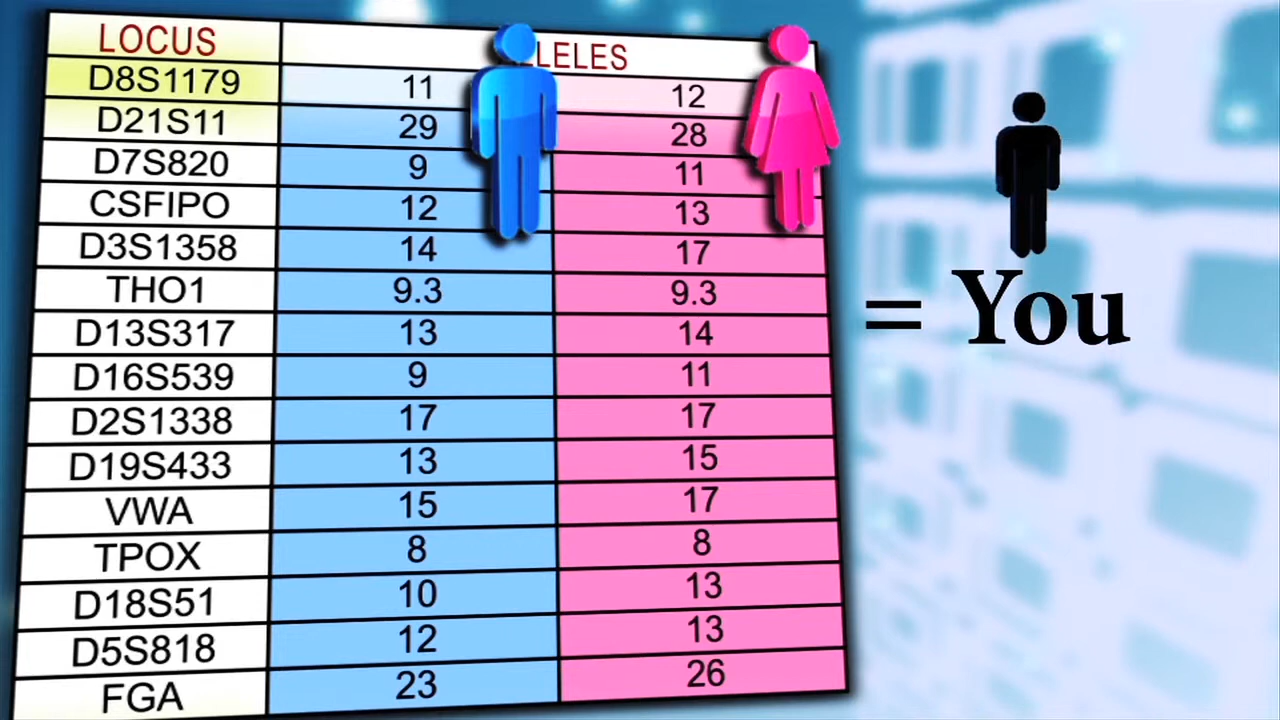 LOCUS LELES
D8S1179 11 12
D21S11 29 28
D7S820 9 11
CSFIPO 12 13
D3S1358 14 17
THO1 9.3 9.3
D13S317 13 14
D16S539 9 11
D2S1338 17 17
D19S433 13 15
VWA 15 17
TPOX 8 8
D18S51 10 13
D5S818 12 13
FGA 23 26
= You